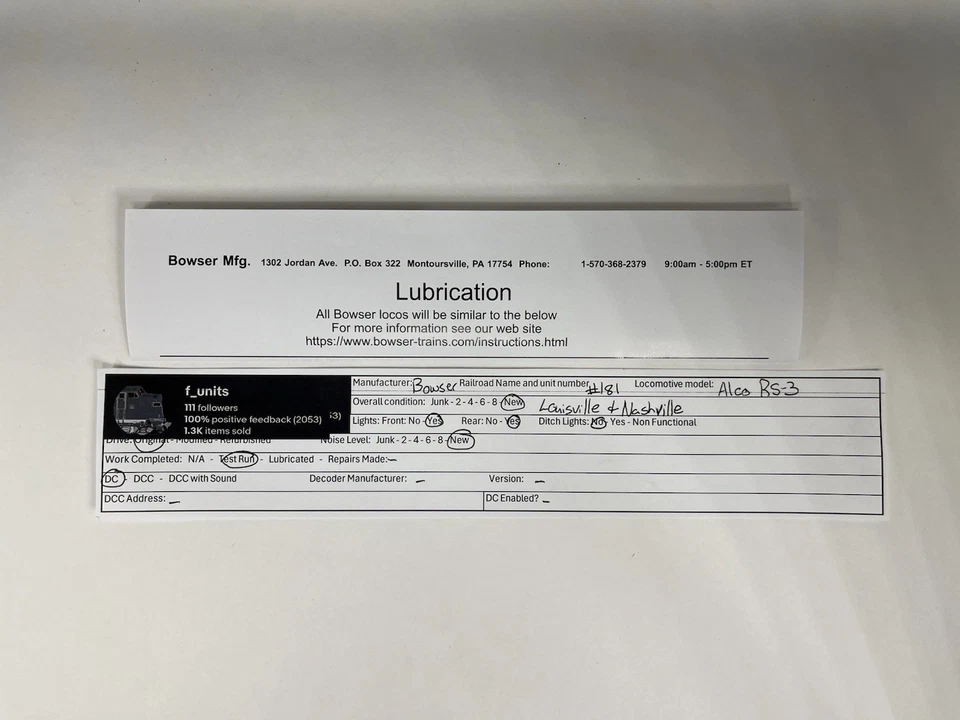 Bowser Mfg. 1302 Jordan Ave. P.O. Box 322 Montoursville, PA 17754 Phone: 1-570-368-2379 9:00am - 5:00pm ET
Lubrication
All Bowser locos will be similar to the below
For more information see our web site
https://www.bowser-trains.com/instructions.html
f_units
111 followers
100% positive feedback (2053)
1.3K items sold
53)
Manufacturer: Bowser Railroad Name and unit number #181 Locomotive model: Alco RS-3
Overall condition: Junk - 2 - 4 - 6 - 8 - New Louisville & Nashville
Lights: Front: No - Yes Rear: No - Yes Ditch Lights: No - Yes - Non Functional
Drive: Original - Modified - Refurbished Noise Level: Junk - 2 - 4 - 6 - 8 - New
Work Completed: N/A - Test Run - Lubricated - Repairs Made: —
DC - DCC - DCC with Sound Decoder Manufacturer: — Version: —
DCC Address: — DC Enabled? —